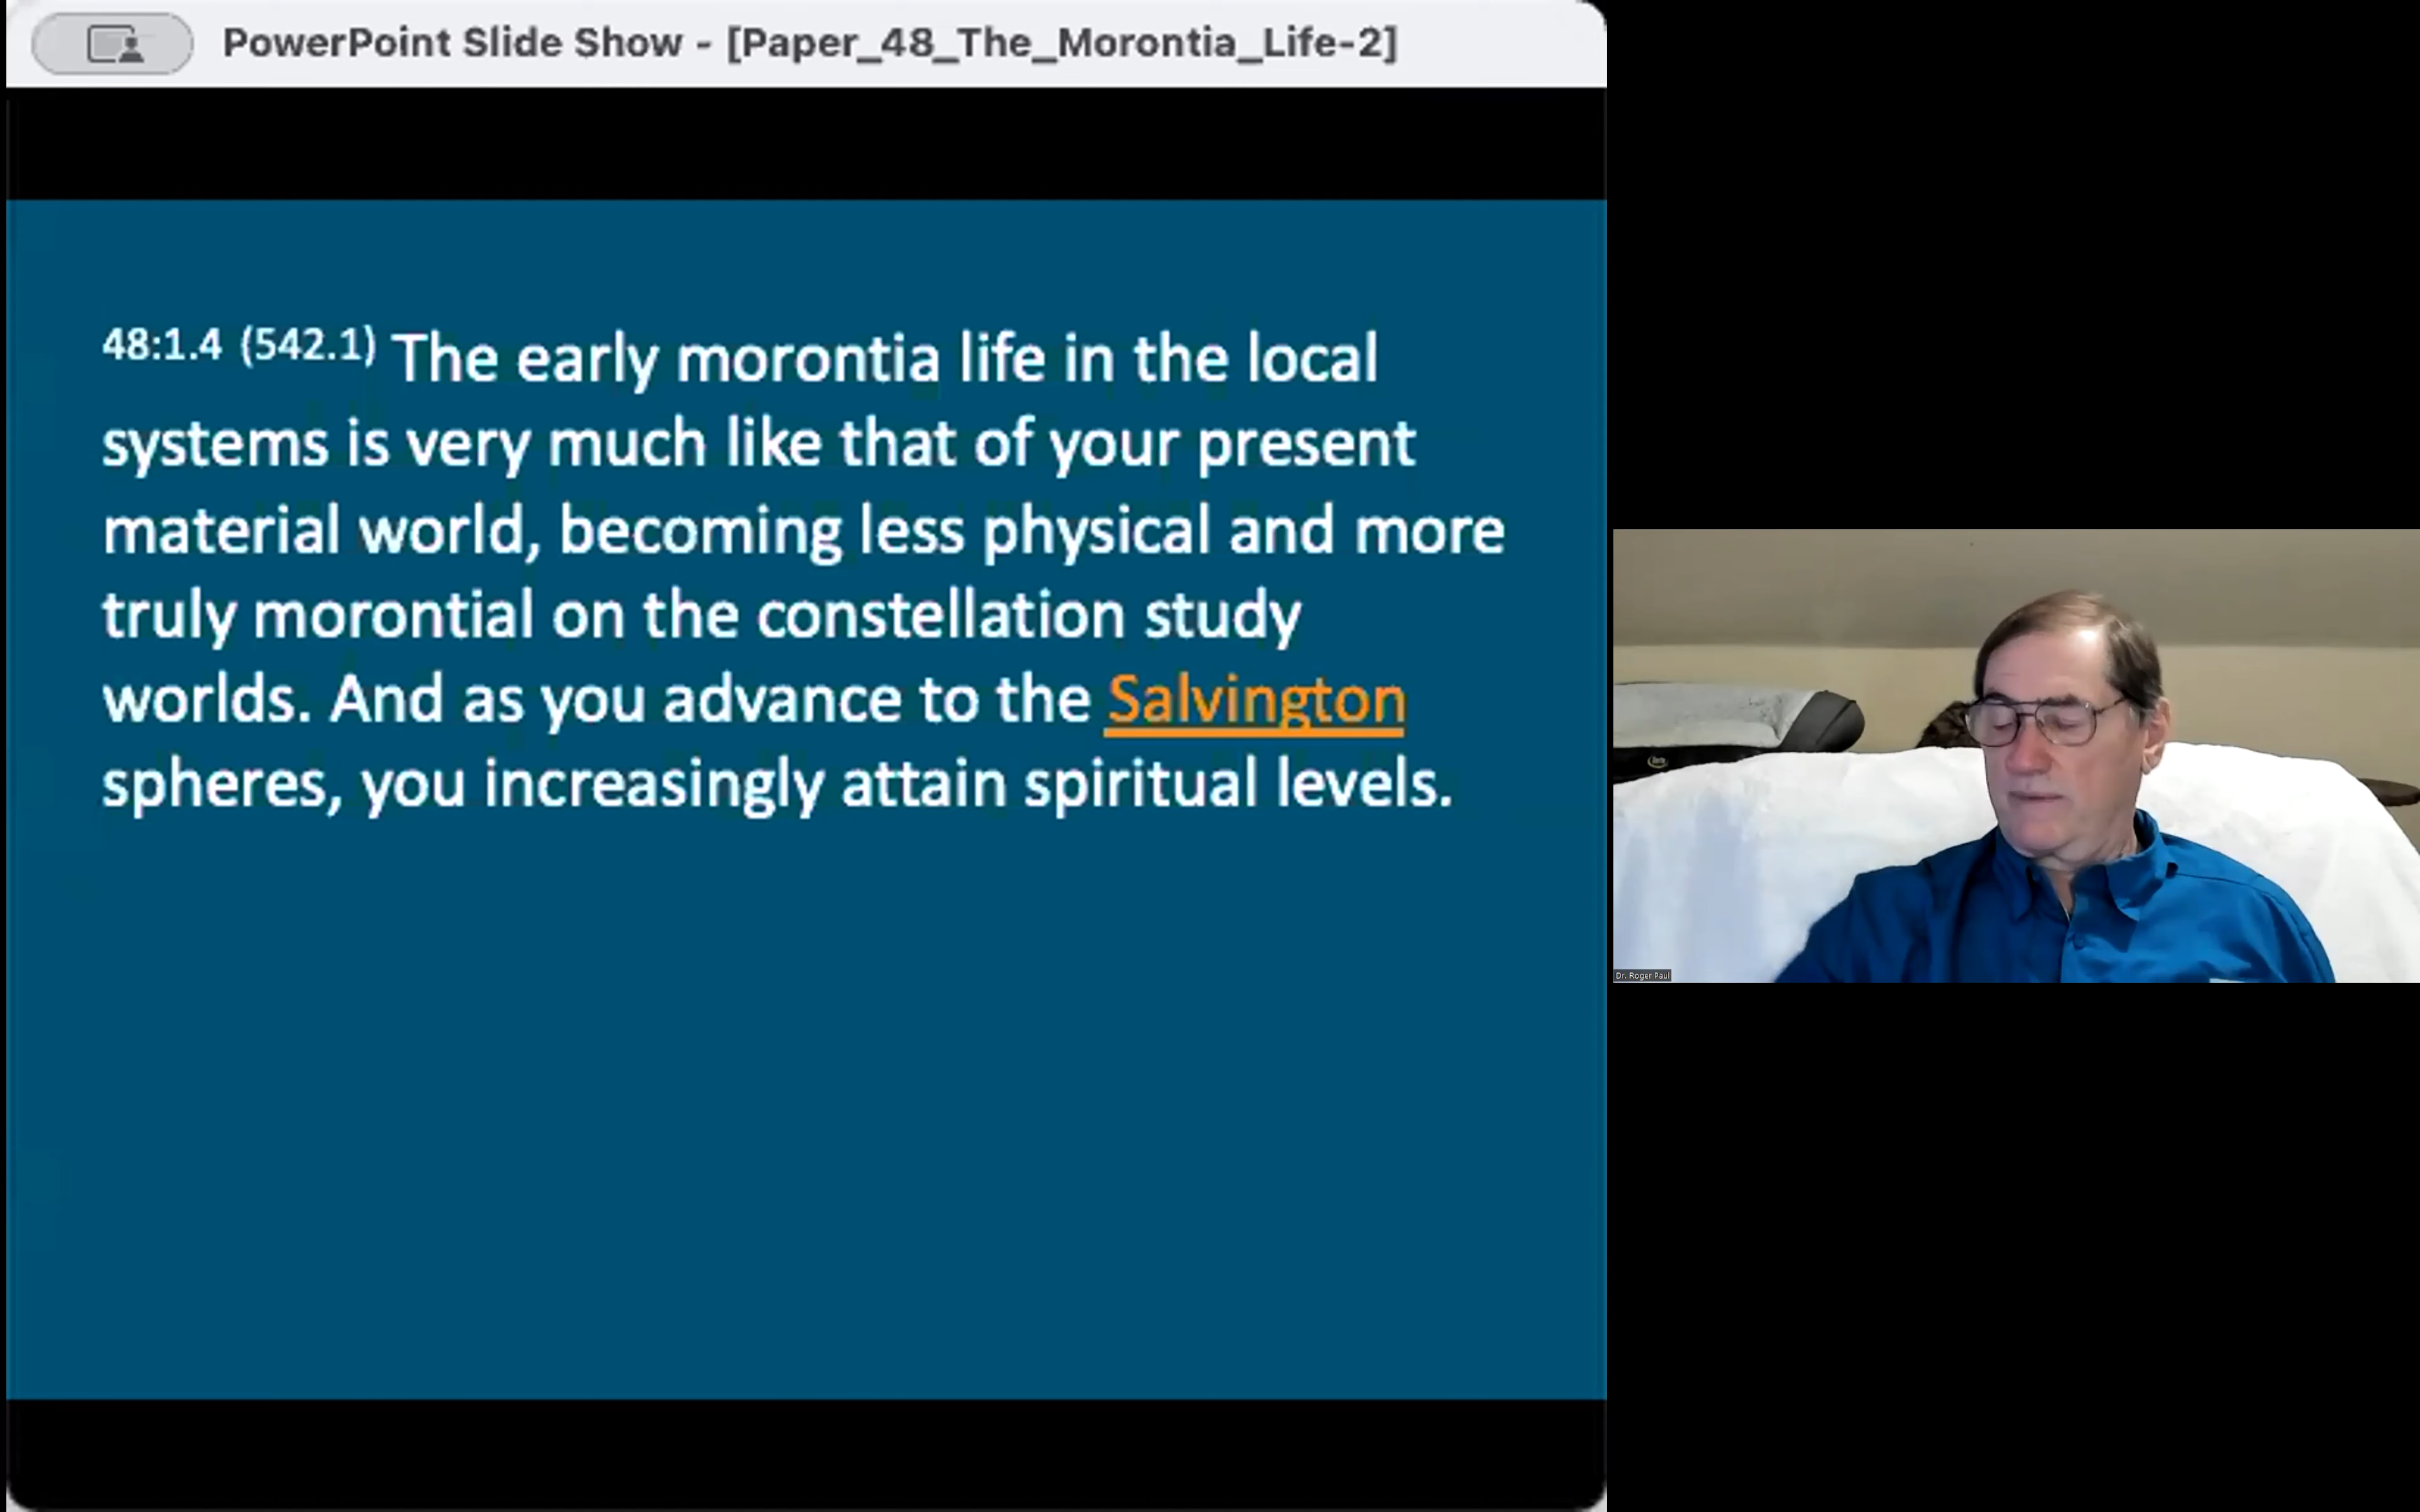 PowerPoint Slide Show - [Paper_48_The_Morontia_Life-2]
48:1.4 (542.1) The early morontia life in the local
systems is very much like that of your present
material world, becoming less physical and more
truly morontial on the constellation study
worlds. And as you advance to the Salvington
spheres, you increasingly attain spiritual levels.
Dr. Roger Paul